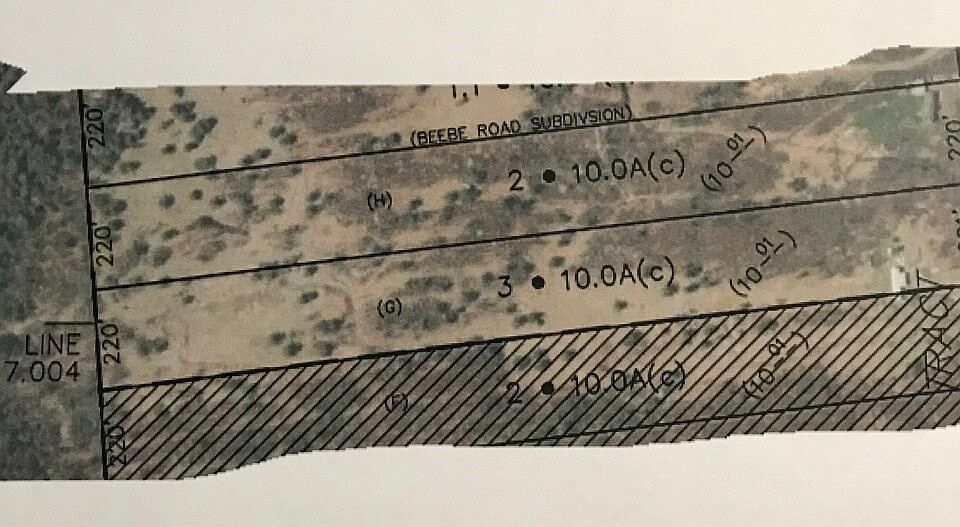 220'
(BEEBE ROAD SUBDIVSION)
220'
(H) 2 • 10.0A(c) (10-01)
220'
(G) 3 • 10.0A(c) (10-01)
LINE
7.004
220'
TRACT
(F) 2 • 10.0A(c) (10-01)
220'